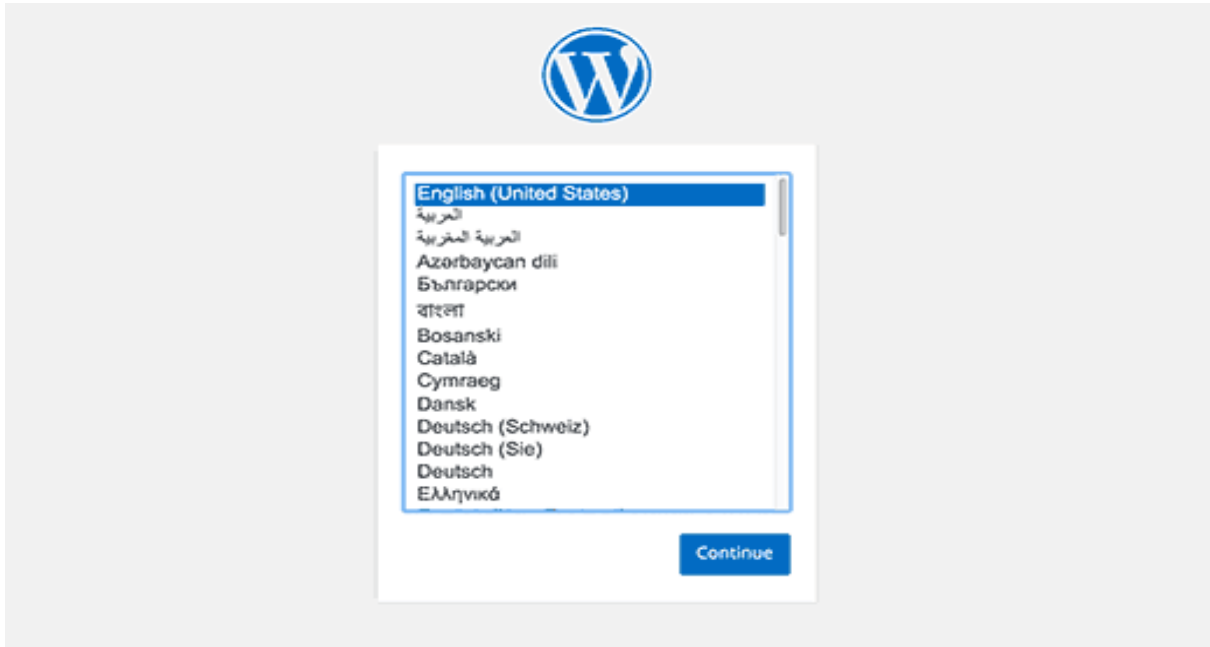 English (United States)
العربية
العربية المغربية
Azərbaycan dili
Български
বাংলা
Bosanski
Català
Cymraeg
Dansk
Deutsch (Schweiz)
Deutsch (Sie)
Deutsch
Ελληνικά
Continue